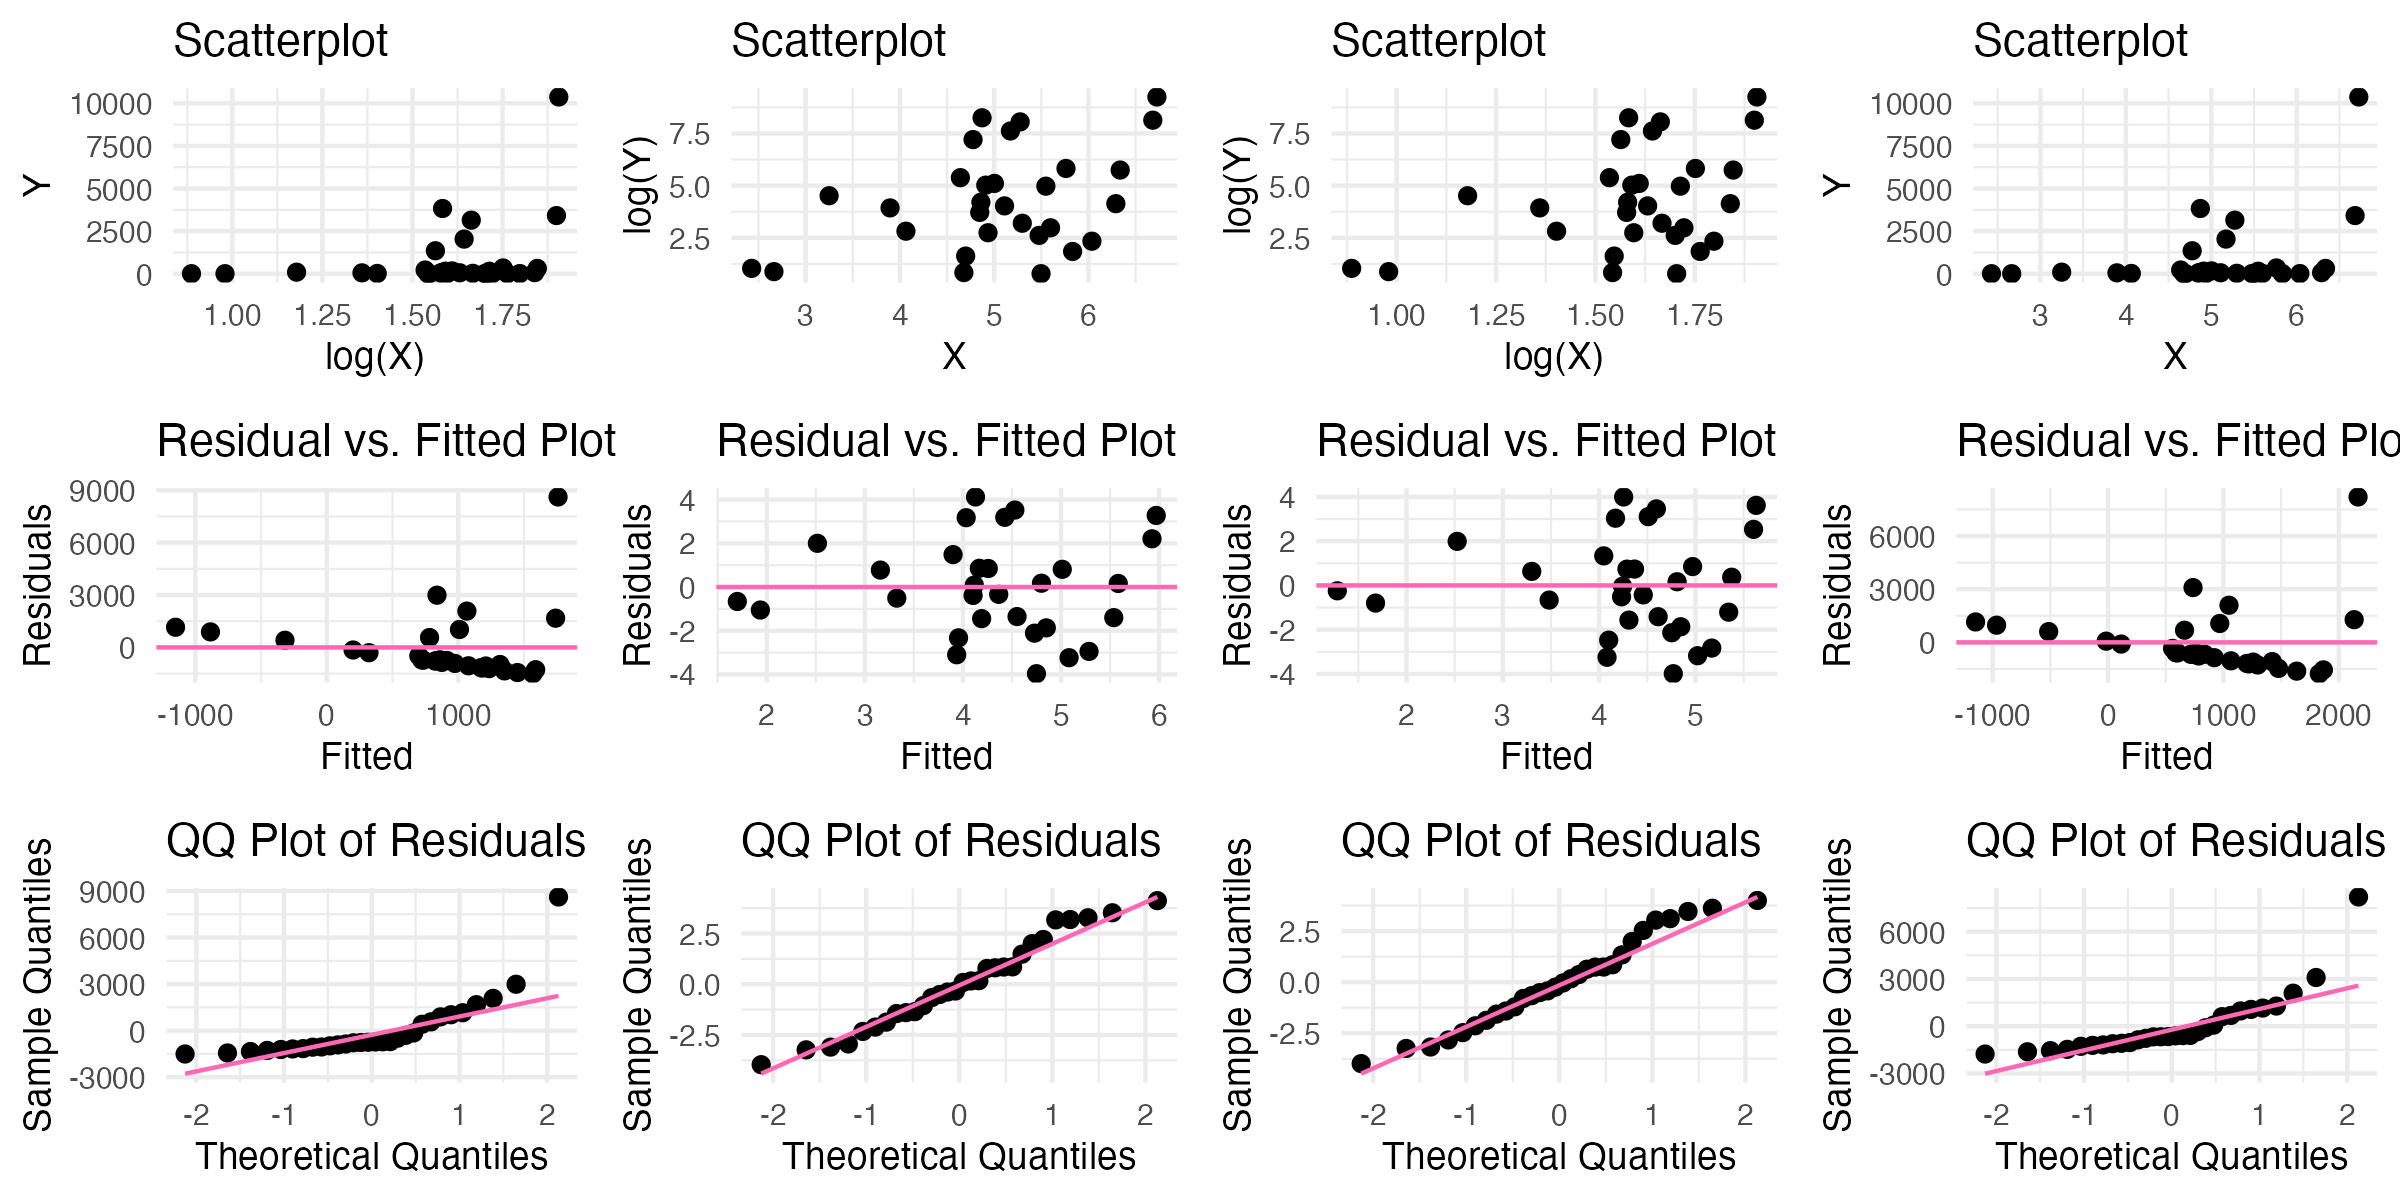 Scatterplot
10000
7500
5000
2500
0
Y
1.00 1.25 1.50 1.75
log(X)
Scatterplot
7.5
5.0
2.5
log(Y)
3 4 5 6
X
Scatterplot
7.5
5.0
2.5
log(Y)
1.00 1.25 1.50 1.75
log(X)
Scatterplot
10000
7500
5000
2500
0
Y
3 4 5 6
X
Residual vs. Fitted Plot
9000
6000
3000
0
Residuals
-1000 0 1000
Fitted
Residual vs. Fitted Plot
4
2
0
-2
-4
Residuals
2 3 4 5 6
Fitted
Residual vs. Fitted Plot
4
2
0
-2
-4
Residuals
2 3 4 5
Fitted
Residual vs. Fitted Plo
6000
3000
0
Residuals
-1000 0 1000 2000
Fitted
QQ Plot of Residuals
9000
6000
3000
0
-3000
Sample Quantiles
-2 -1 0 1 2
Theoretical Quantiles
QQ Plot of Residuals
2.5
0.0
-2.5
Sample Quantiles
-2 -1 0 1 2
Theoretical Quantiles
QQ Plot of Residuals
2.5
0.0
-2.5
Sample Quantiles
-2 -1 0 1 2
Theoretical Quantiles
QQ Plot of Residuals
6000
3000
0
-3000
Sample Quantiles
-2 -1 0 1 2
Theoretical Quantiles